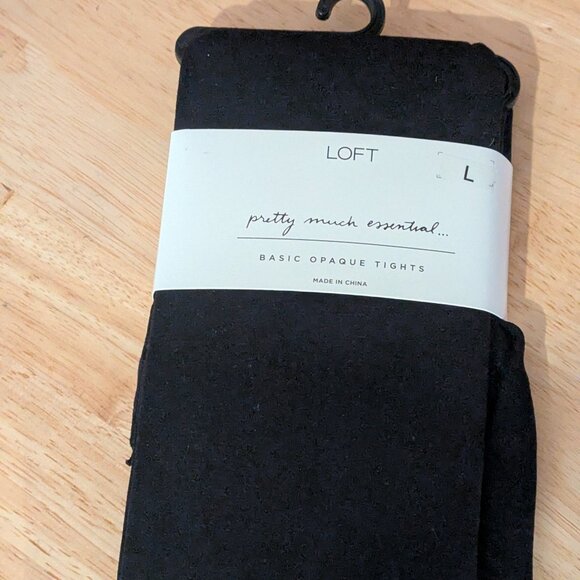 LOFT
L
pretty much essential...
BASIC OPAQUE TIGHTS
MADE IN CHINA